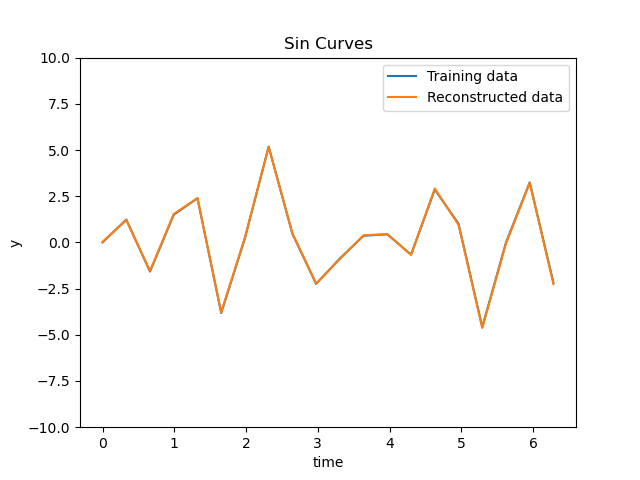 Sin Curves
Training data
Reconstructed data
10.0
7.5
5.0
2.5
0.0
−2.5
−5.0
−7.5
−10.0
y
0 1 2 3 4 5 6
time